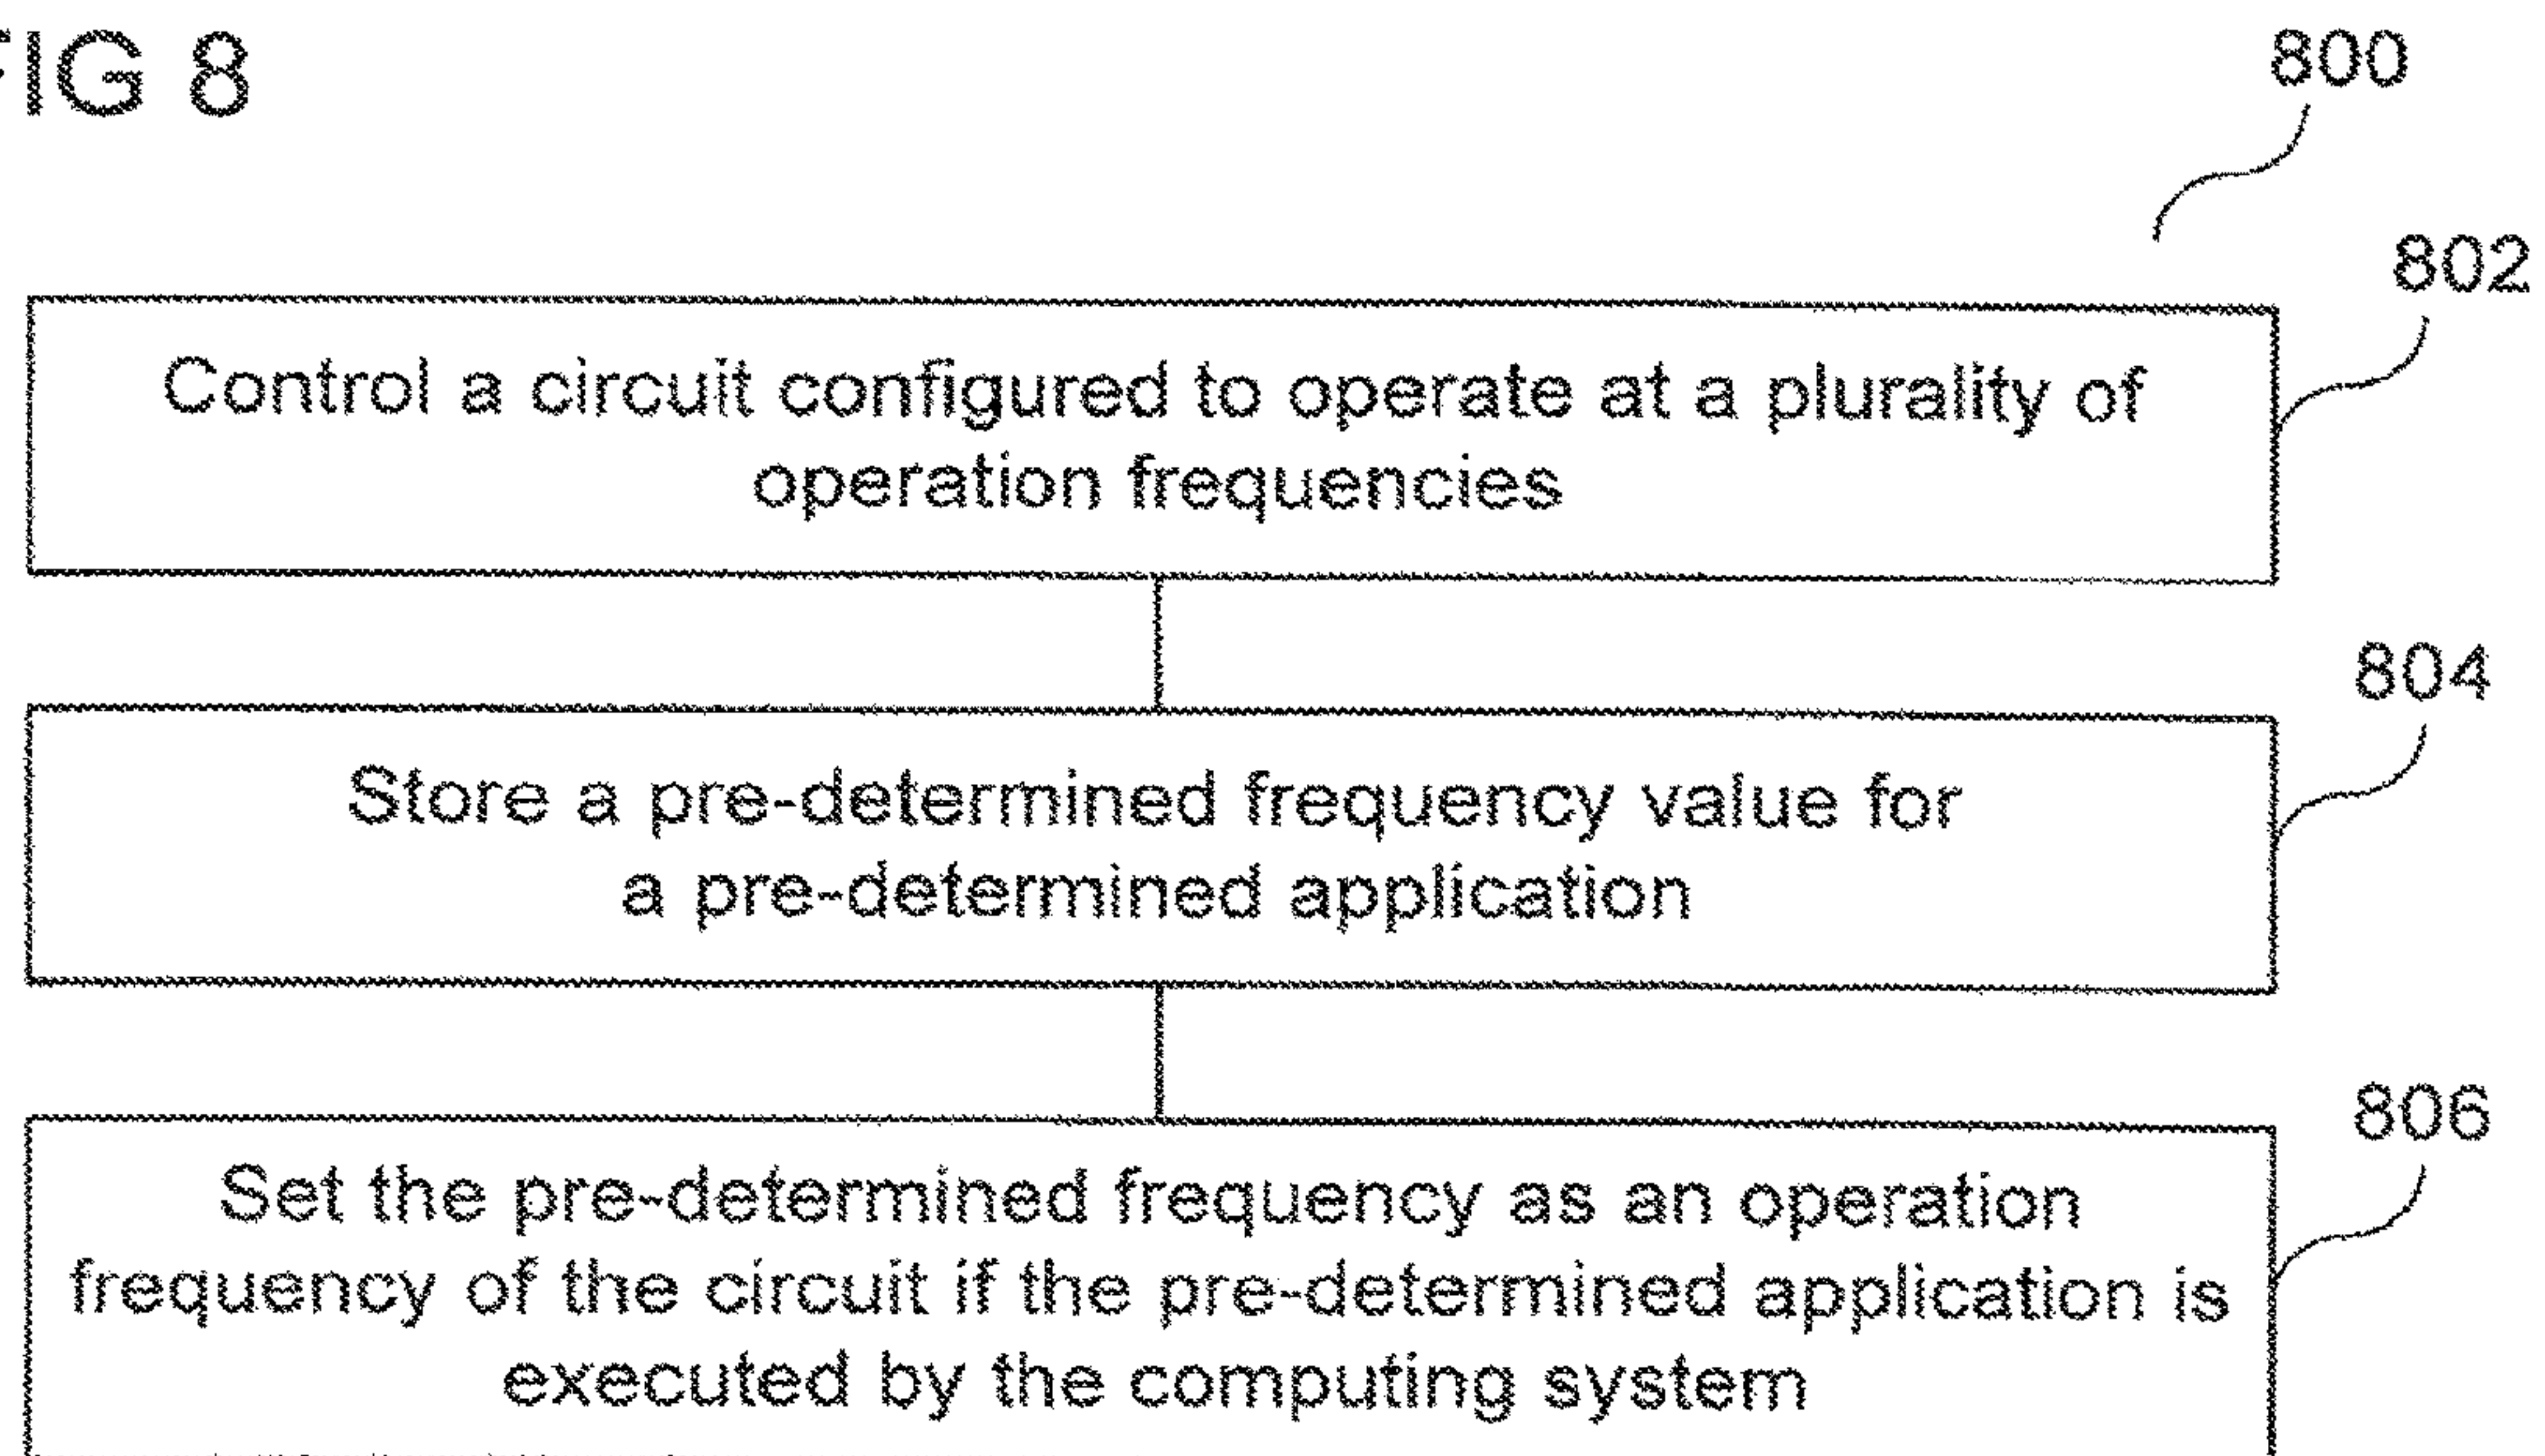 FIG 8
800
802
Control a circuit configured to operate at a plurality of
operation frequencies
804
Store a pre-determined frequency value for
a pre-determined application
806
Set the pre-determined frequency as an operation
frequency of the circuit if the pre-determined application is
executed by the computing system